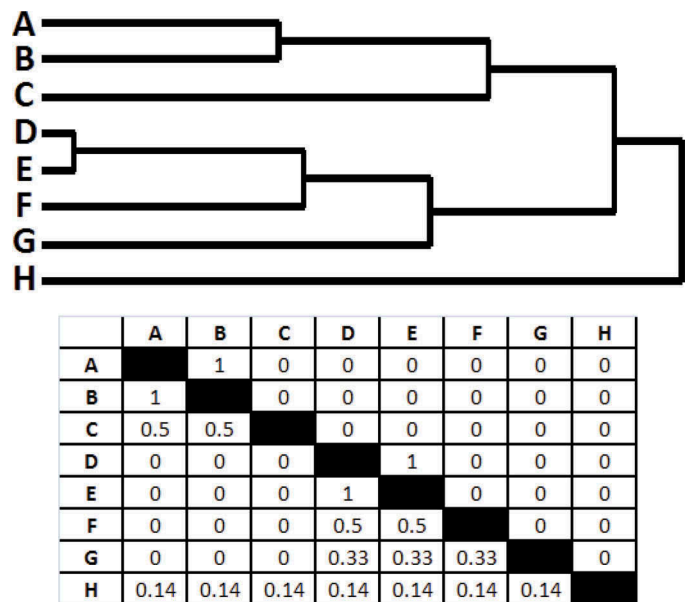 A
B
C
D
E
F
G
H
A B C D E F G H
A 1 0 0 0 0 0 0
B 1 0 0 0 0 0 0
C 0.5 0.5 0 0 0 0 0
D 0 0 0 1 0 0 0
E 0 0 0 1 0 0 0
F 0 0 0 0.5 0.5 0 0
G 0 0 0 0.33 0.33 0.33 0
H 0.14 0.14 0.14 0.14 0.14 0.14 0.14